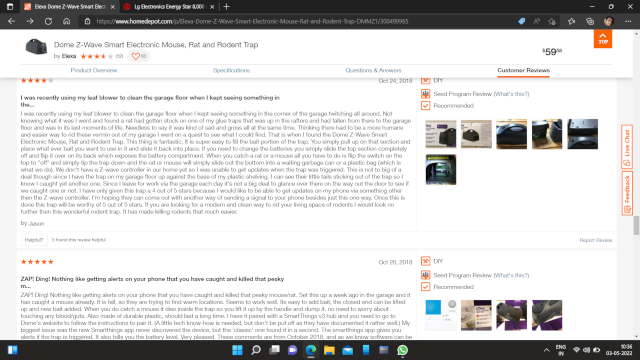 Elexa Dome Z-Wave Smart Electr
Lg Electronics Energy Star 8,000
https://www.homedepot.com/p/Elexa-Dome-Z-Wave-Smart-Electronic-Mouse-Rat-and-Rodent-Trap-DMMZ1/300499965
Dome Z-Wave Smart Electronic Mouse, Rat and Rodent Trap
by Elexa
$59
TOP
Product Overview
Specifications
Questions & Answers
Customer Reviews
Oct 24, 2018
DIY
I was recently using my leaf blower to clean the garage floor when I kept seeing something in
the...
Seed Program Review (What's this?)
Recommended
I was recently using my leaf blower to clean the garage floor when I kept seeing something in the corner of the garage twitching all around. Not
knowing what it was I went and found a rat had gotten stuck on one of my glue traps that was up in the rafters and had fallen from there to the garage
floor and was in its last moments of life. Needless to say it was kind of sad and gross all at the same time. Thinking there had to be a more humane
and easier way to rid these vermin out of my garage I went on a quest to see what I could find. That is when I found the Dome Z-Wave Smart
Electronic Mouse, Rat and Rodent Trap. This thing is fantastic. It is super easy to fill the bait portion of the trap. You simply pull up on that section and
place what ever bait you want to use in it and slide it back into place. If you need to change the batteries you simply slide the top section completely
off and flip it over on its back which exposes the battery compartment. When you catch a rat or a mouse all you have to do is flip the switch on the
top to "off" and simply tip the trap down and the rat or mouse will simply slide out the bottom into a waiting garbage can or a plastic bag (which is
what we do). We don't have a Z-wave controller in our home yet so I was unable to get updates when the trap was triggered. This is not to big of a
deal though since I have the trap on my garage floor up against the base of my plastic shelving. I can see their little tails sticking out of the trap so I
know I caught yet another one. Since I leave for work via the garage each day it's not a big deal to glance over there on the way out the door to see if
we caught one or not. I have only given this trap a 4 out of 5 stars because I would like to be able to get updates on my phone via something other
then the Z-wave controller. I'm hoping they can come out with another way of sending a signal to your phone besides just this one way. Once this is
done this trap will be worthy of 5 out of 5 stars. If you are looking for a modern and clean way to rid your living space of rodents I would look no
further then this wonderful rodent trap. It has made killing rodents that much easier.
by Jason
Helpful?
5 found this review helpful
Report Review
Live Chat
Feedback
Oct 20, 2018
DIY
ZAP! Ding! Nothing like getting alerts on your phone that you have caught and killed that pesky
m...
Seed Program Review (What's this?)
Recommended
ZAP! Ding! Nothing like getting alerts on your phone that you have caught and killed that pesky mouse/rat. Set this up a week ago in the garage and it
has caught a mouse already. It is fall, so they are trying to find warm locations. Seems to work well. Its easy to add bait, the closed end can be lifted
up and new bait added. When you do catch a mouse it dies inside the trap so you lift it up by the handle and dump it, no need to worry about
touching any blood/guts. Also made of durable plastic, should last a long time. I have it paired with a SmartThings v3 hub and you need to go to
Dome's website to follow the instructions to pair it. (A little tech know how is needed, but don't be put off as they have documented it rather well.) My
biggest issue was the new Smartthings app never discovered the device, but the 'classic' one found it in a second. The smartthings app gives you
alerts if the trap is triggered. It also tells you the battery level. Very pleased. These comments are from October 2018, and as we know software can be
ENG
IN
10:36
03-05-2022